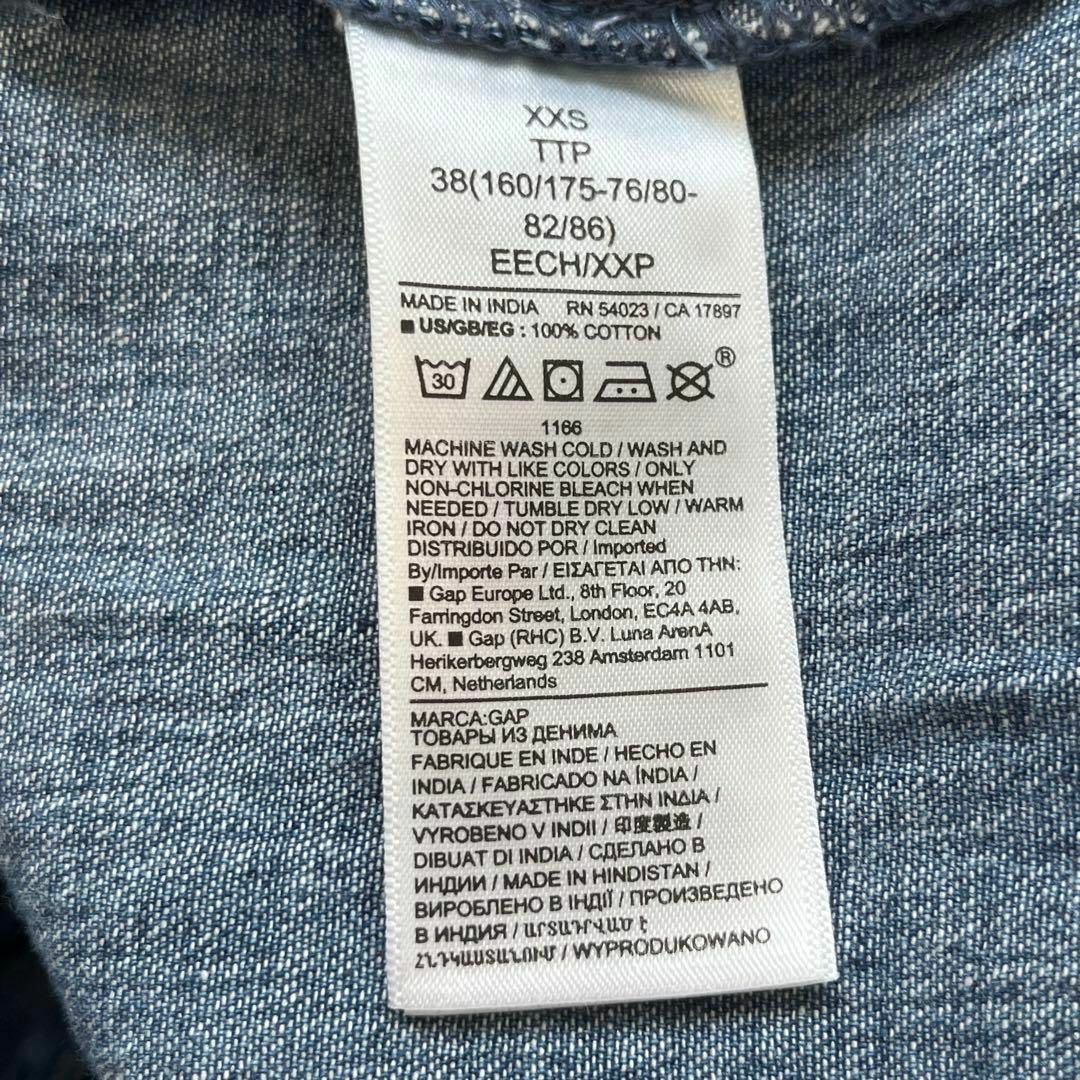 XXS
TTP
38(160/175-76/80-
82/86)
EECH/XXP
MADE IN INDIA RN 54023 / CA 17897
■ US/GB/EG : 100% COTTON
30
®
1166
MACHINE WASH COLD / WASH AND
DRY WITH LIKE COLORS / ONLY
NON-CHLORINE BLEACH WHEN
NEEDED / TUMBLE DRY LOW / WARM
IRON / DO NOT DRY CLEAN
DISTRIBUIDO POR / Imported
By/Importe Par / ΕΙΣΑΓΕΤΑΙ ΑΠΟ ΤΗΝ:
■ Gap Europe Ltd., 8th Floor, 20
Farringdon Street, London, EC4A 4AB,
UK. ■ Gap (RHC) B.V. Luna ArenA
Herikerbergweg 238 Amsterdam 1101
CM, Netherlands
MARCA:GAP
ТОВАРЫ ИЗ ДЕНИМА
FABRIQUE EN INDE / HECHO EN
INDIA / FABRICADO NA ÍNDIA /
ΚΑΤΑΣΚΕΥΑΣΤΗΚΕ ΣΤΗΝ ΙΝΔΙΑ /
VYROBENO V INDII / 印度製造 /
DIBUAT DI INDIA / СДЕЛАНО В
ИНДИИ / MADE IN HINDISTAN /
ВИРОБЛЕНО В ІНДІЇ / ПРОИЗВЕДЕНО
В ИНДИЯ / ԱՐՏԱԴՐՎԱԾ Է
ՀՆԴԿԱՍՏԱՆՈՒՄ / WYPRODUKOWANO